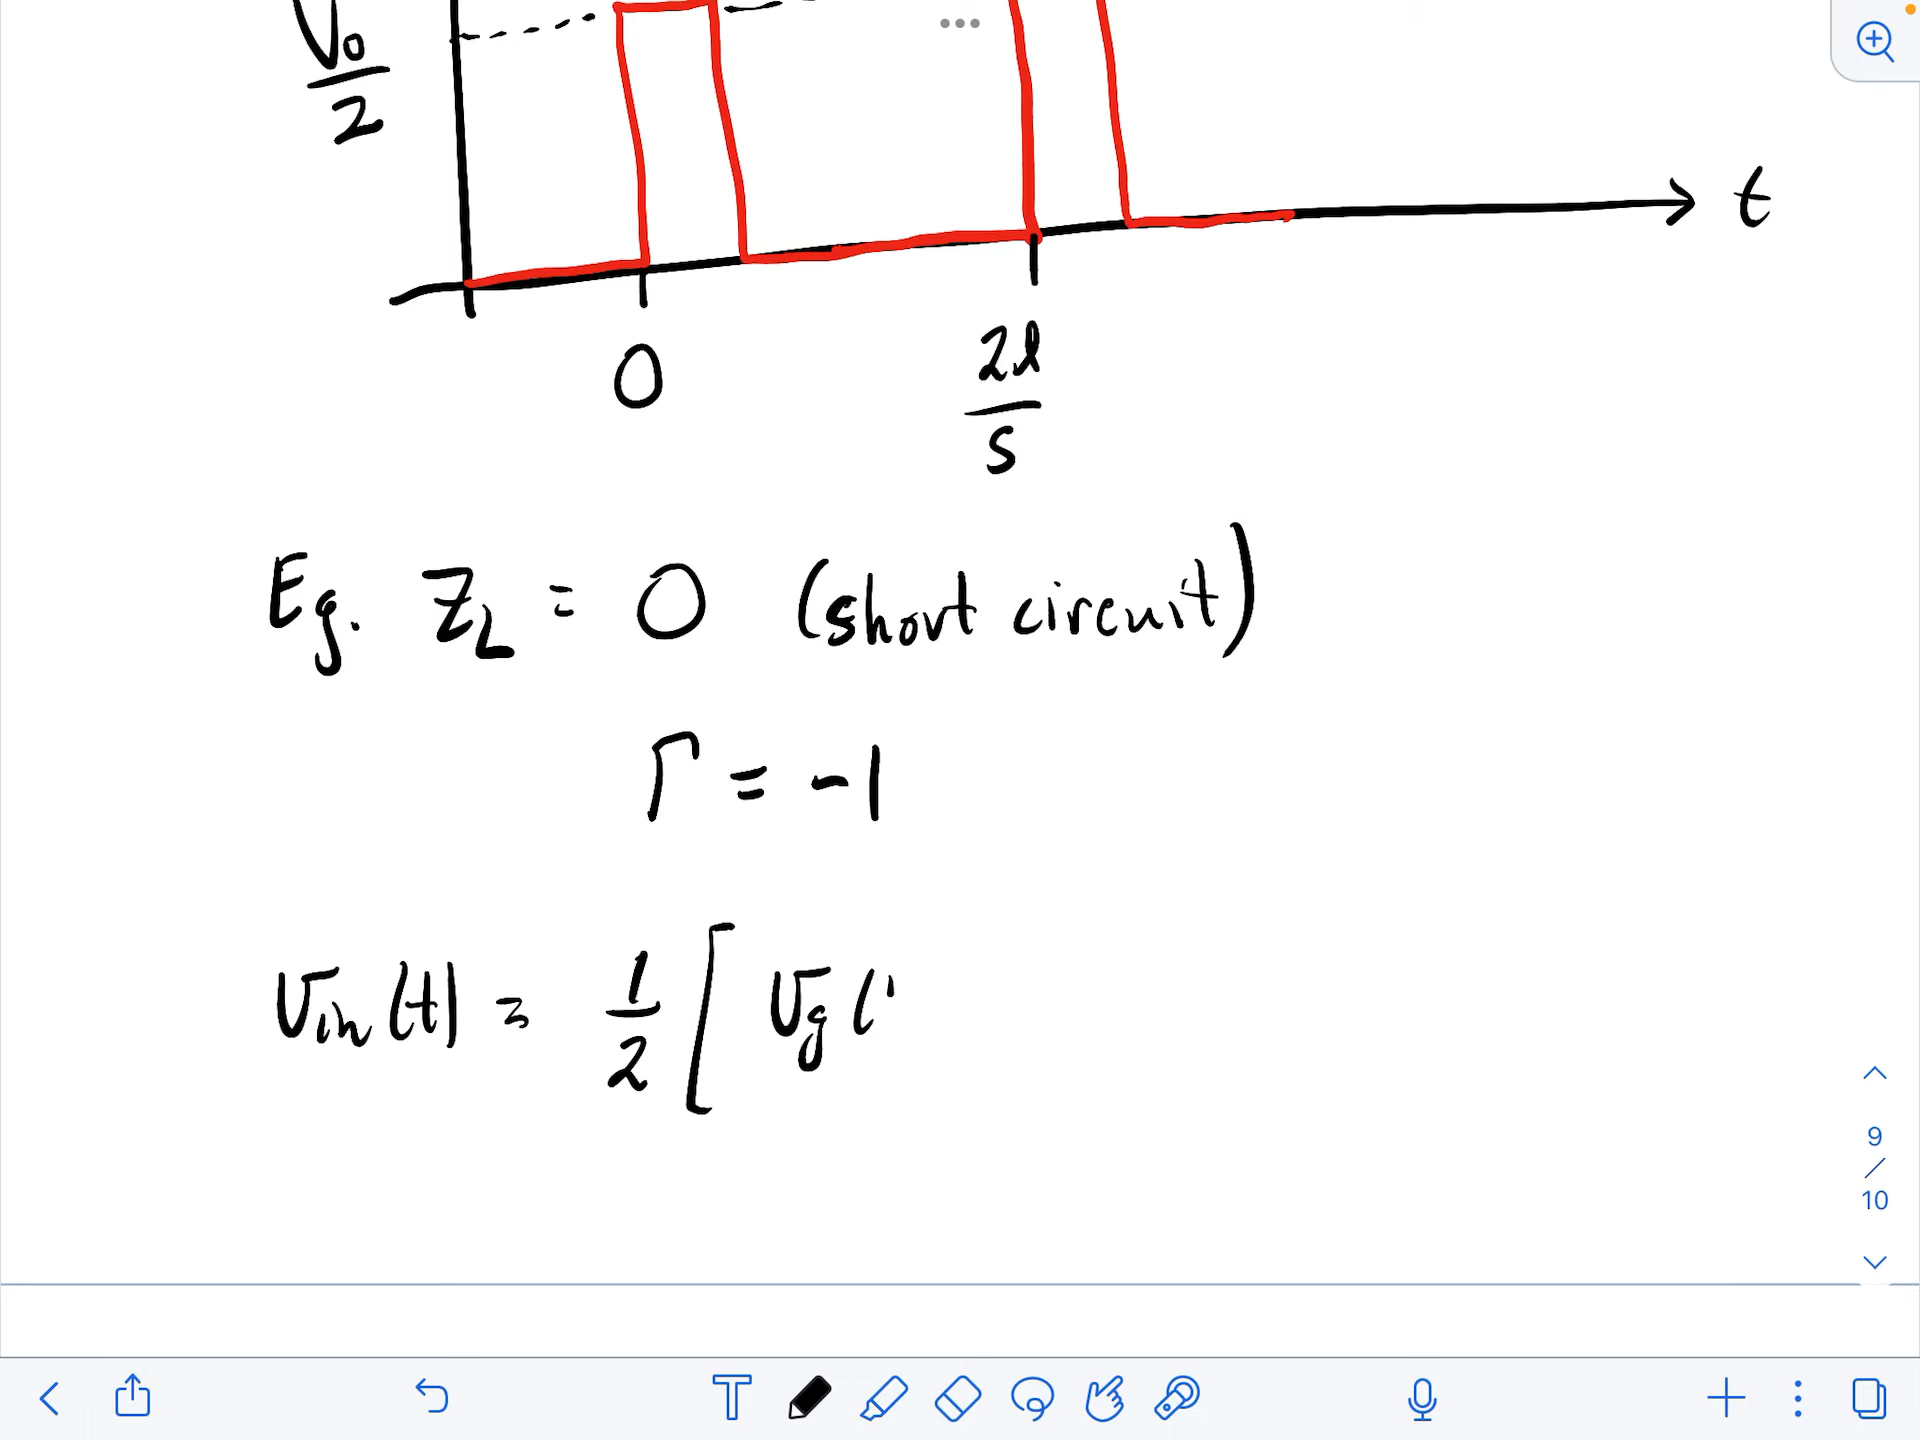 V₀/2
t
0
2l/s
Eg. Z_L = 0 (short circuit)
Γ = -1
V_in(t) = 1/2 [ V_g (
9
/
10
T